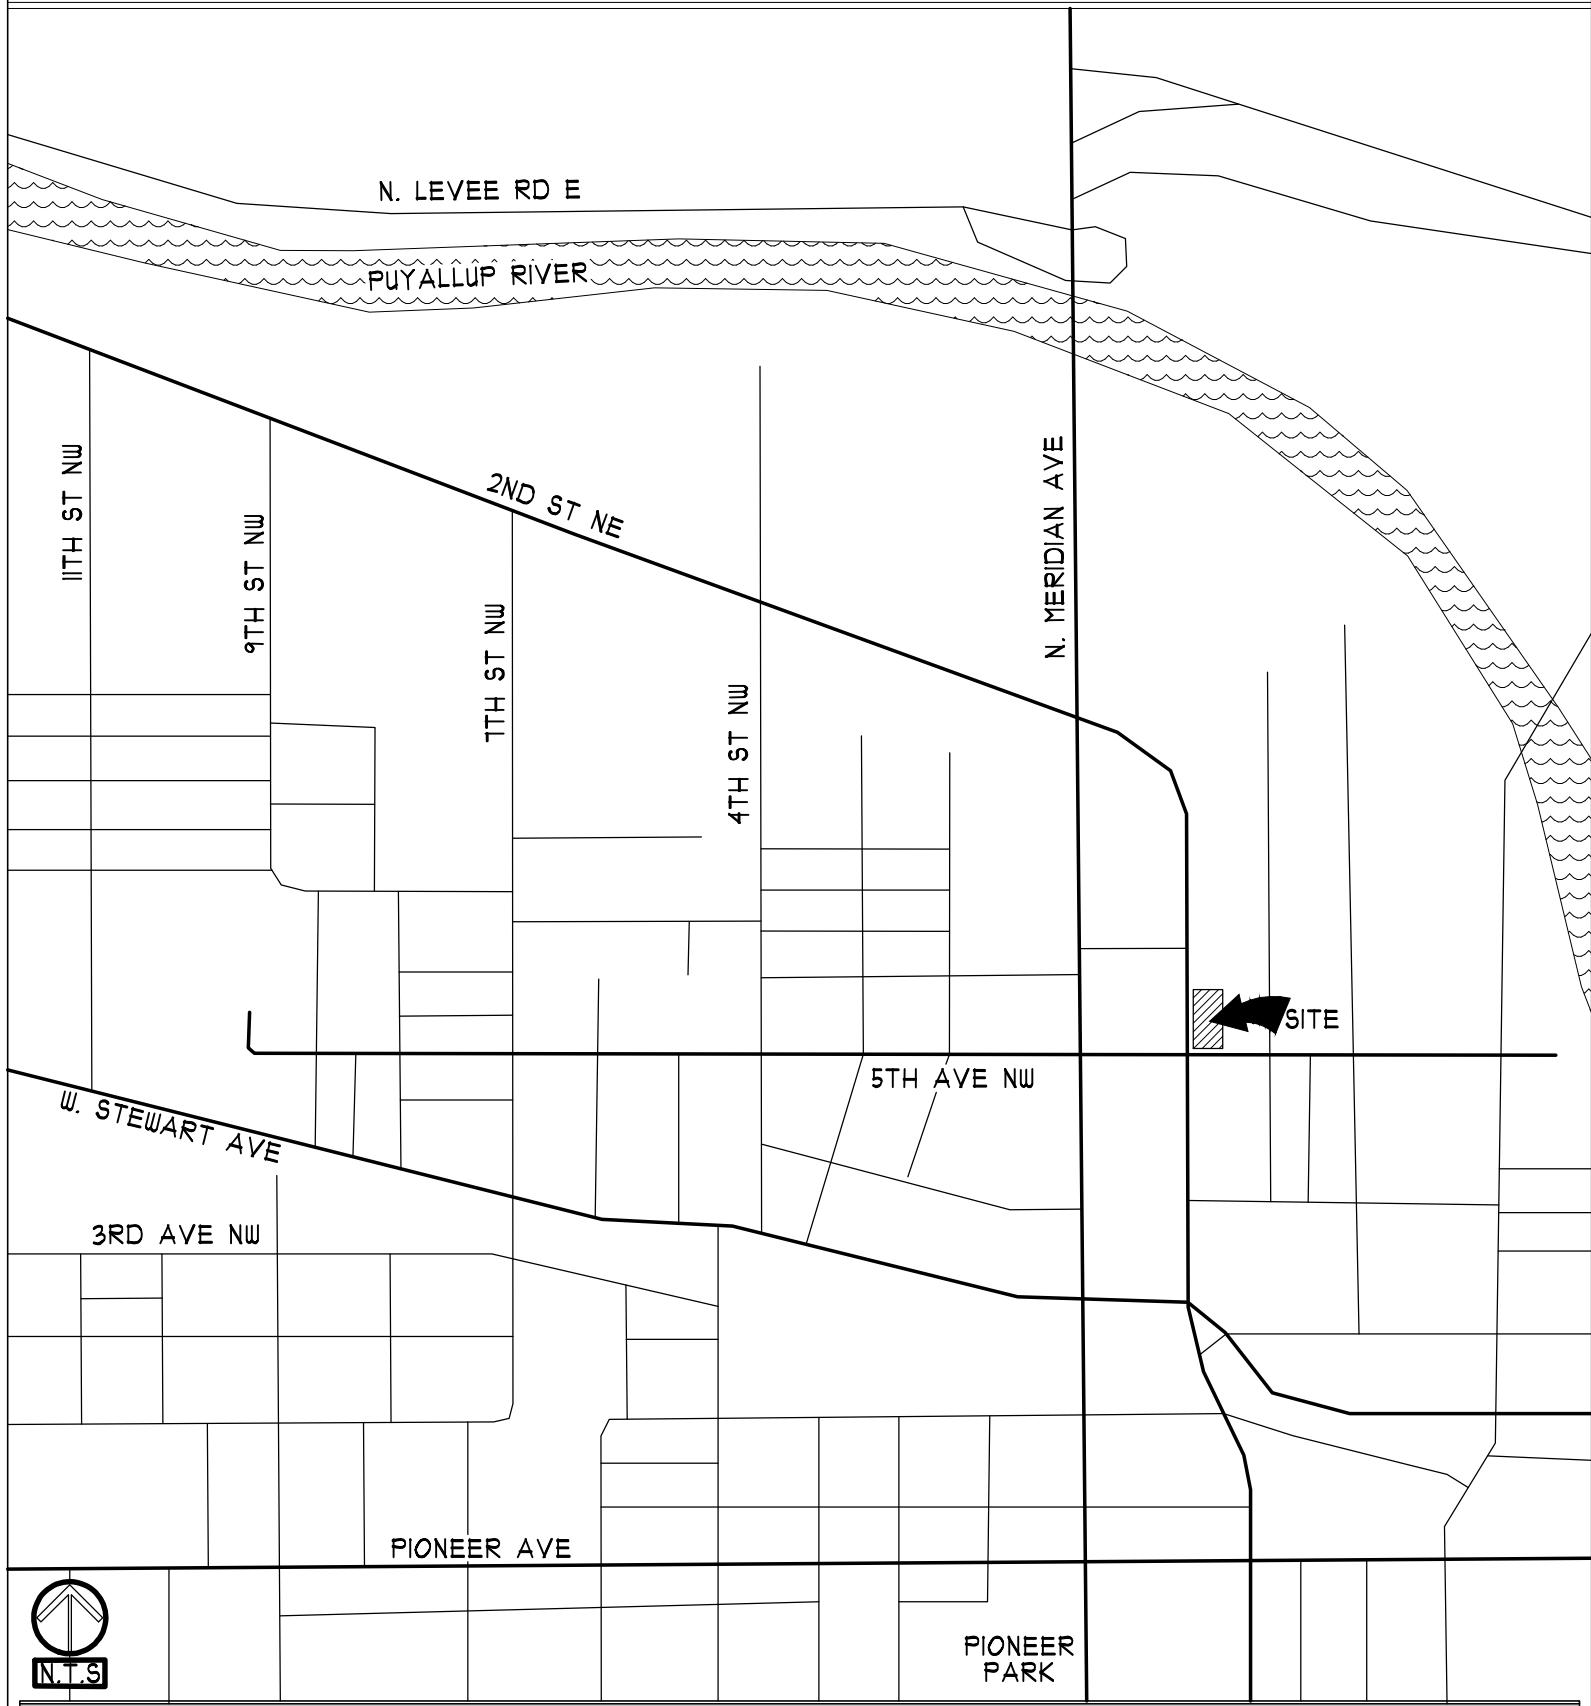 N. LEVEE RD E
PUYALLUP RIVER
11TH ST NW
9TH ST NW
2ND ST NE
7TH ST NW
4TH ST NW
N. MERIDIAN AVE
SITE
5TH AVE NW
W. STEWART AVE
3RD AVE NW
PIONEER AVE
PIONEER
PARK
N.T.S